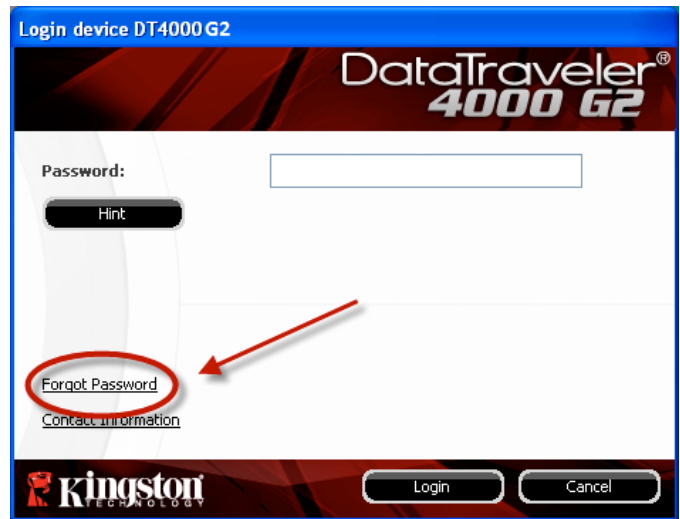 Login device DT4000 G2
DataTraveler®
4000 G2
Password:
Hint
Forgot Password
Contact Information
Kingston
TECHNOLOGY
Login
Cancel